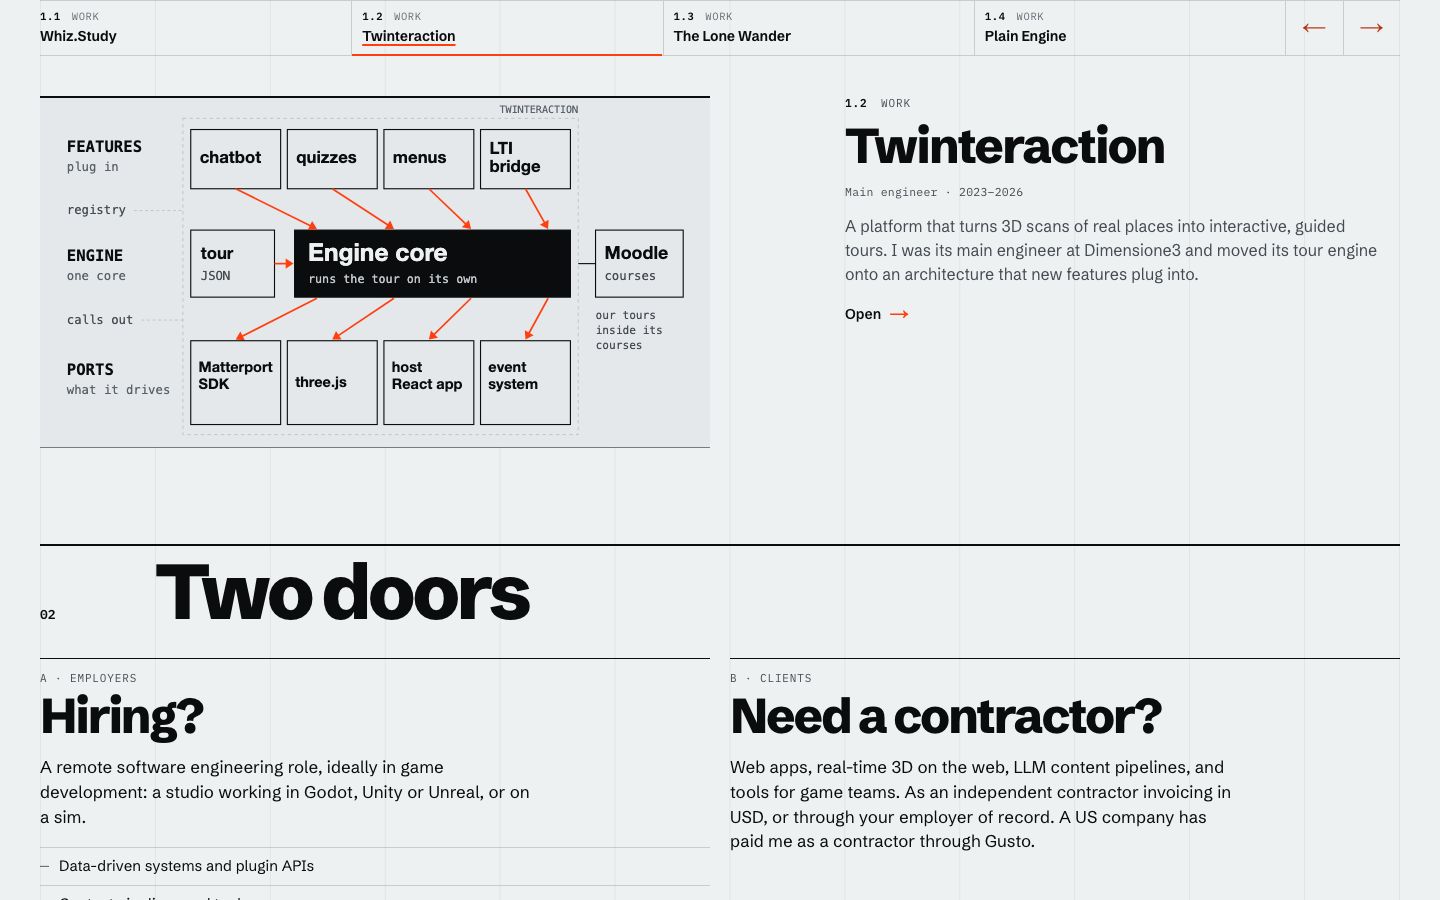 1.1 WORK
Whiz.Study
1.2 WORK
Twinteraction
1.3 WORK
The Lone Wander
1.4 WORK
Plain Engine
← →
TWINTERACTION
FEATURES
plug in
chatbot
quizzes
menus
LTI
bridge
registry
ENGINE
one core
tour
JSON
Engine core
runs the tour on its own
Moodle
courses
calls out
our tours
inside its
courses
PORTS
what it drives
Matterport
SDK
three.js
host
React app
event
system
1.2 WORK
Twinteraction
Main engineer · 2023–2026
A platform that turns 3D scans of real places into interactive, guided
tours. I was its main engineer at Dimensione3 and moved its tour engine
onto an architecture that new features plug into.
Open →
02
Two doors
A · EMPLOYERS
Hiring?
A remote software engineering role, ideally in game
development: a studio working in Godot, Unity or Unreal, or on
a sim.
— Data-driven systems and plugin APIs
B · CLIENTS
Need a contractor?
Web apps, real-time 3D on the web, LLM content pipelines, and
tools for game teams. As an independent contractor invoicing in
USD, or through your employer of record. A US company has
paid me as a contractor through Gusto.